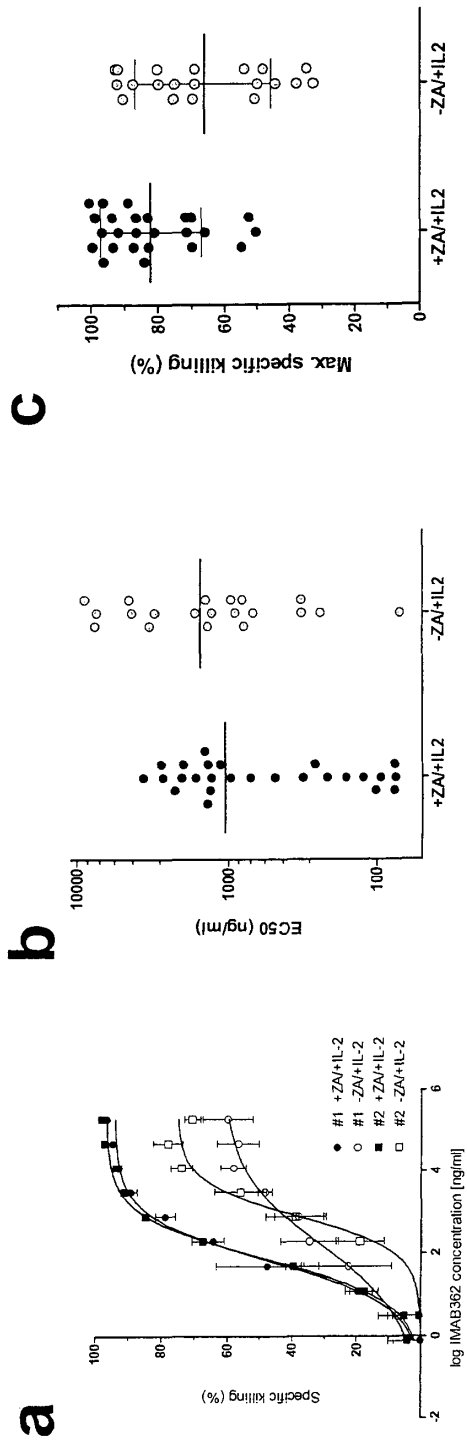 a
Specific killing (%)
100
80
60
40
20
0
-2
0
2
4
6
log IMAB362 concentration [ng/ml]
#1 +ZA/+IL-2
#1 -ZA/+IL-2
#2 +ZA/+IL-2
#2 -ZA/+IL-2
b
EC50 (ng/ml)
10000
1000
100
+ZA/+IL2
-ZA/+IL2
c
Max. specific killing (%)
100
80
60
40
20
0
+ZA/+IL2
-ZA/+IL2